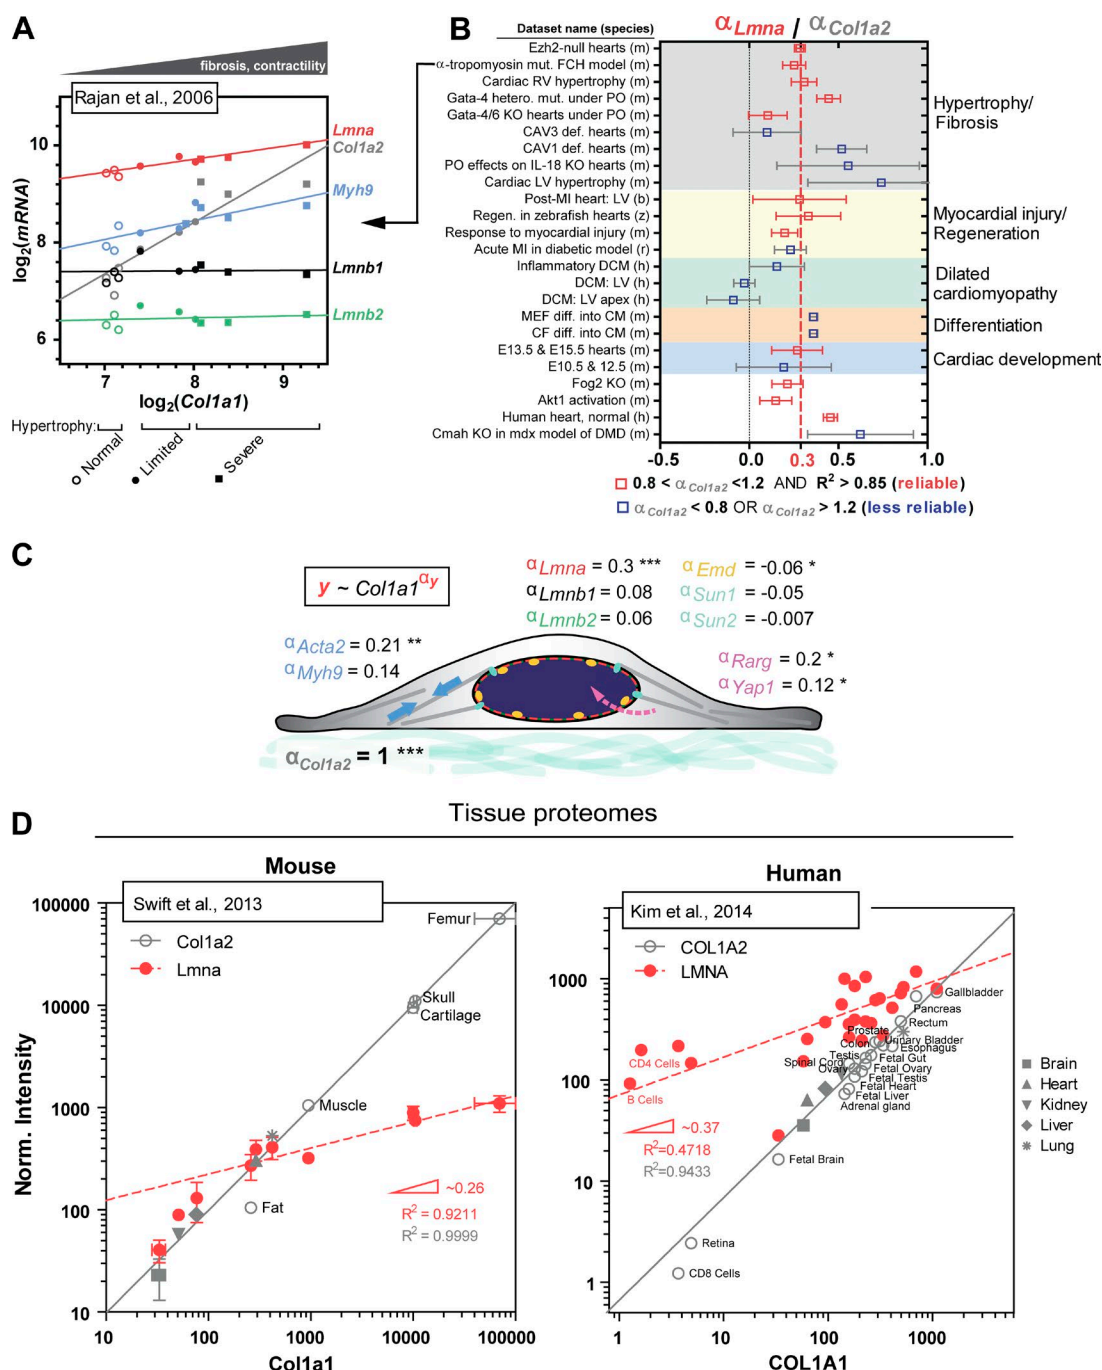 A
fibrosis, contractility
Rajan et al., 2006
10
8
6
log2(mRNA)
Lmna
Col1a2
Myh9
Lmnb1
Lmnb2
7
8
9
log2(Col1a1)
Hypertrophy:
Normal
Limited
Severe
B
Dataset name (species)
αLmna / αCol1a2
Ezh2-null hearts (m)
α-tropomyosin mut. FCH model (m)
Cardiac RV hypertrophy (m)
Gata-4 hetero. mut. under PO (m)
Gata-4/6 KO hearts under PO (m)
CAV3 def. hearts (m)
CAV1 def. hearts (m)
PO effects on IL-18 KO hearts (m)
Cardiac LV hypertrophy (m)
Post-MI heart: LV (b)
Regen. in zebrafish hearts (z)
Response to myocardial injury (m)
Acute MI in diabetic model (r)
Inflammatory DCM (h)
DCM: LV (h)
DCM: LV apex (h)
MEF diff. into CM (m)
CF diff. into CM (m)
E13.5 & E15.5 hearts (m)
E10.5 & 12.5 (m)
Fog2 KO (m)
Akt1 activation (m)
Human heart, normal (h)
Cmah KO in mdx model of DMD (m)
Hypertrophy/
Fibrosis
Myocardial injury/
Regeneration
Dilated
cardiomyopathy
Differentiation
Cardiac development
-0.5 0.0 0.3 0.5 1.0
0.8 < αCol1a2 <1.2 AND R2 > 0.85 (reliable)
αCol1a2 < 0.8 OR αCol1a2 > 1.2 (less reliable)
C
y ~ Col1a1αy
αLmna = 0.3 ***
αLmnb1 = 0.08
αLmnb2 = 0.06
αEmd = -0.06 *
αSun1 = -0.05
αSun2 = -0.007
αActa2 = 0.21 **
αMyh9 = 0.14
αRarg = 0.2 *
αYap1 = 0.12 *
αCol1a2 = 1 ***
D
Tissue proteomes
Mouse
Swift et al., 2013
Col1a2
Lmna
100000
10000
1000
100
10
Norm. Intensity
Femur
Skull
Cartilage
Muscle
Fat
~0.26
R2 = 0.9211
R2 = 0.9999
10 100 1000 10000 100000
Col1a1
Human
Kim et al., 2014
COL1A2
LMNA
1000
100
10
1
Gallbladder
Pancreas
Rectum
Prostate
Urinary Bladder
Colon
Esophagus
Testis
Fetal Gut
Spinal Cord
Ovary
Fetal Ovary
Fetal Testis
Fetal Heart
Fetal Liver
Adrenal gland
CD4 Cells
B Cells
~0.37
R2=0.4718
R2=0.9433
Fetal Brain
Retina
CD8 Cells
1 10 100 1000
COL1A1
Brain
Heart
Kidney
Liver
Lung